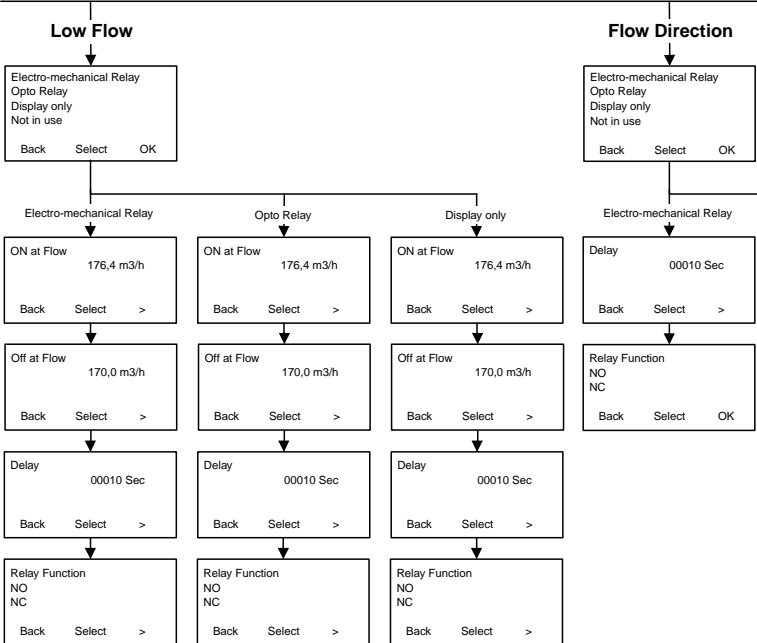 Low Flow
Electro-mechanical Relay
Opto Relay
Display only
Not in use
Back Select OK
Electro-mechanical Relay
ON at Flow
176,4 m3/h
Back Select >
Off at Flow
170,0 m3/h
Back Select >
Delay
00010 Sec
Back Select >
Relay Function
NO
NC
Back Select >
Opto Relay
ON at Flow
176,4 m3/h
Back Select >
Off at Flow
170,0 m3/h
Back Select >
Delay
00010 Sec
Back Select >
Relay Function
NO
NC
Back Select >
Display only
ON at Flow
176,4 m3/h
Back Select >
Off at Flow
170,0 m3/h
Back Select >
Delay
00010 Sec
Back Select >
Relay Function
NO
NC
Back Select >
Flow Direction
Electro-mechanical Relay
Opto Relay
Display only
Not in use
Back Select OK
Electro-mechanical Relay
Delay
00010 Sec
Back Select >
Relay Function
NO
NC
Back Select OK